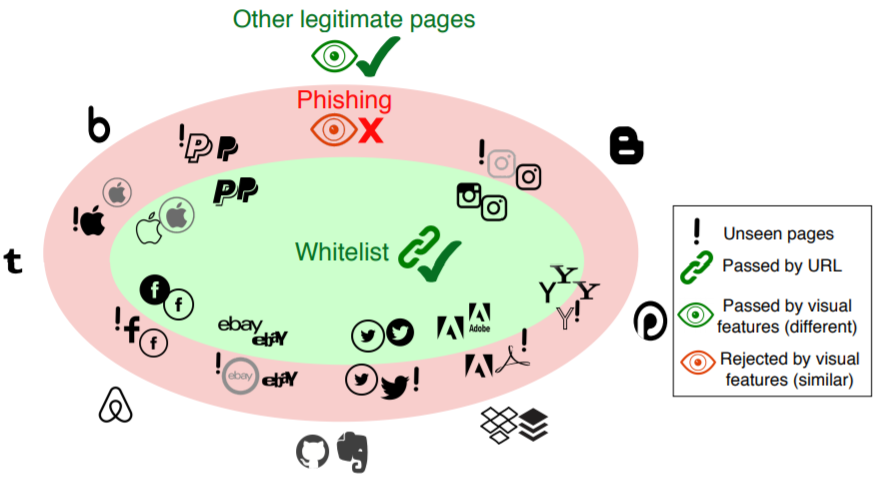 Other legitimate pages
Phishing
Whitelist
ebay
ebaY
ebay
ebaY
Adobe
! Unseen pages
Passed by URL
Passed by visual
features (different)
Rejected by visual
features (similar)